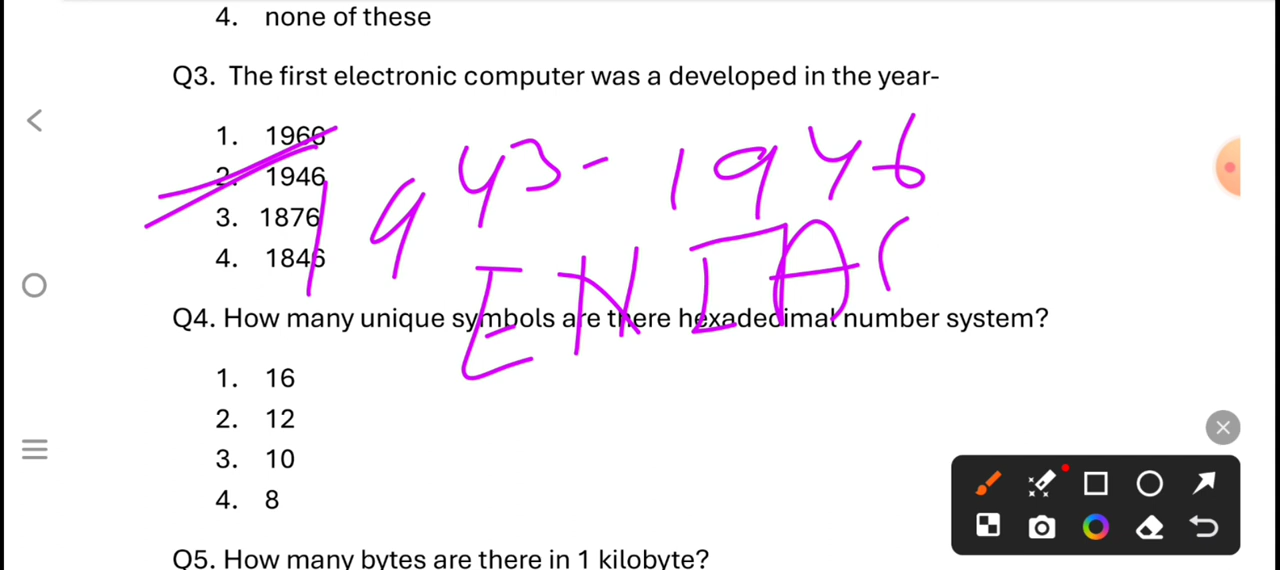 4. none of these
Q3. The first electronic computer was a developed in the year-
1. 1960
2. 1946
3. 1876
4. 1846
1943-1946
ENIAC
Q4. How many unique symbols are there hexadecimal number system?
1. 16
2. 12
3. 10
4. 8
Q5. How many bytes are there in 1 kilobyte?